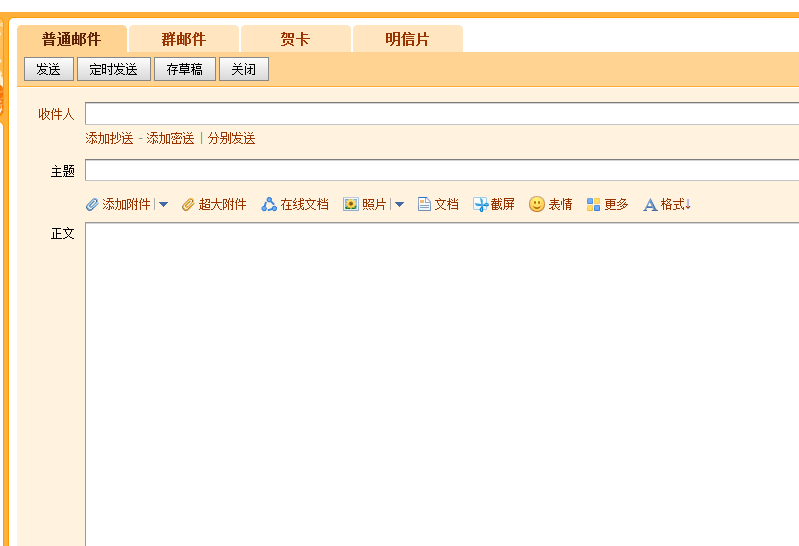 普通邮件 群邮件 贺卡 明信片
发送 定时发送 存草稿 关闭
收件人
添加抄送 - 添加密送 | 分别发送
主题
添加附件 | 超大附件 在线文档 照片 | 文档 截屏 表情 更多 格式↓
正文